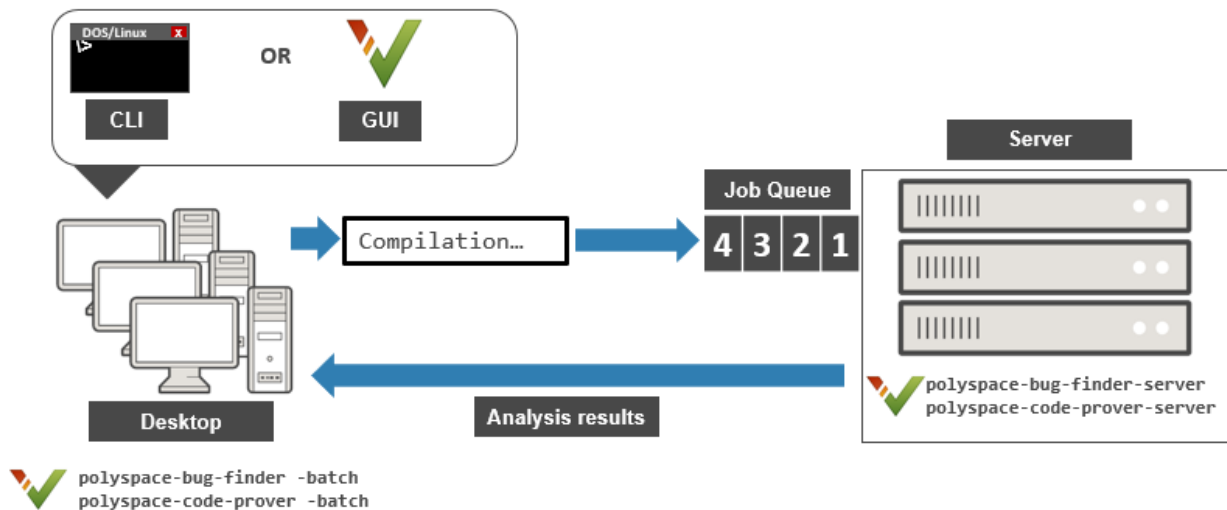 DOS/Linux X
\>
CLI
OR
GUI
Server
Job Queue
4 3 2 1
Compilation…
Desktop
Analysis results
polyspace-bug-finder-server
polyspace-code-prover-server
polyspace-bug-finder -batch
polyspace-code-prover -batch